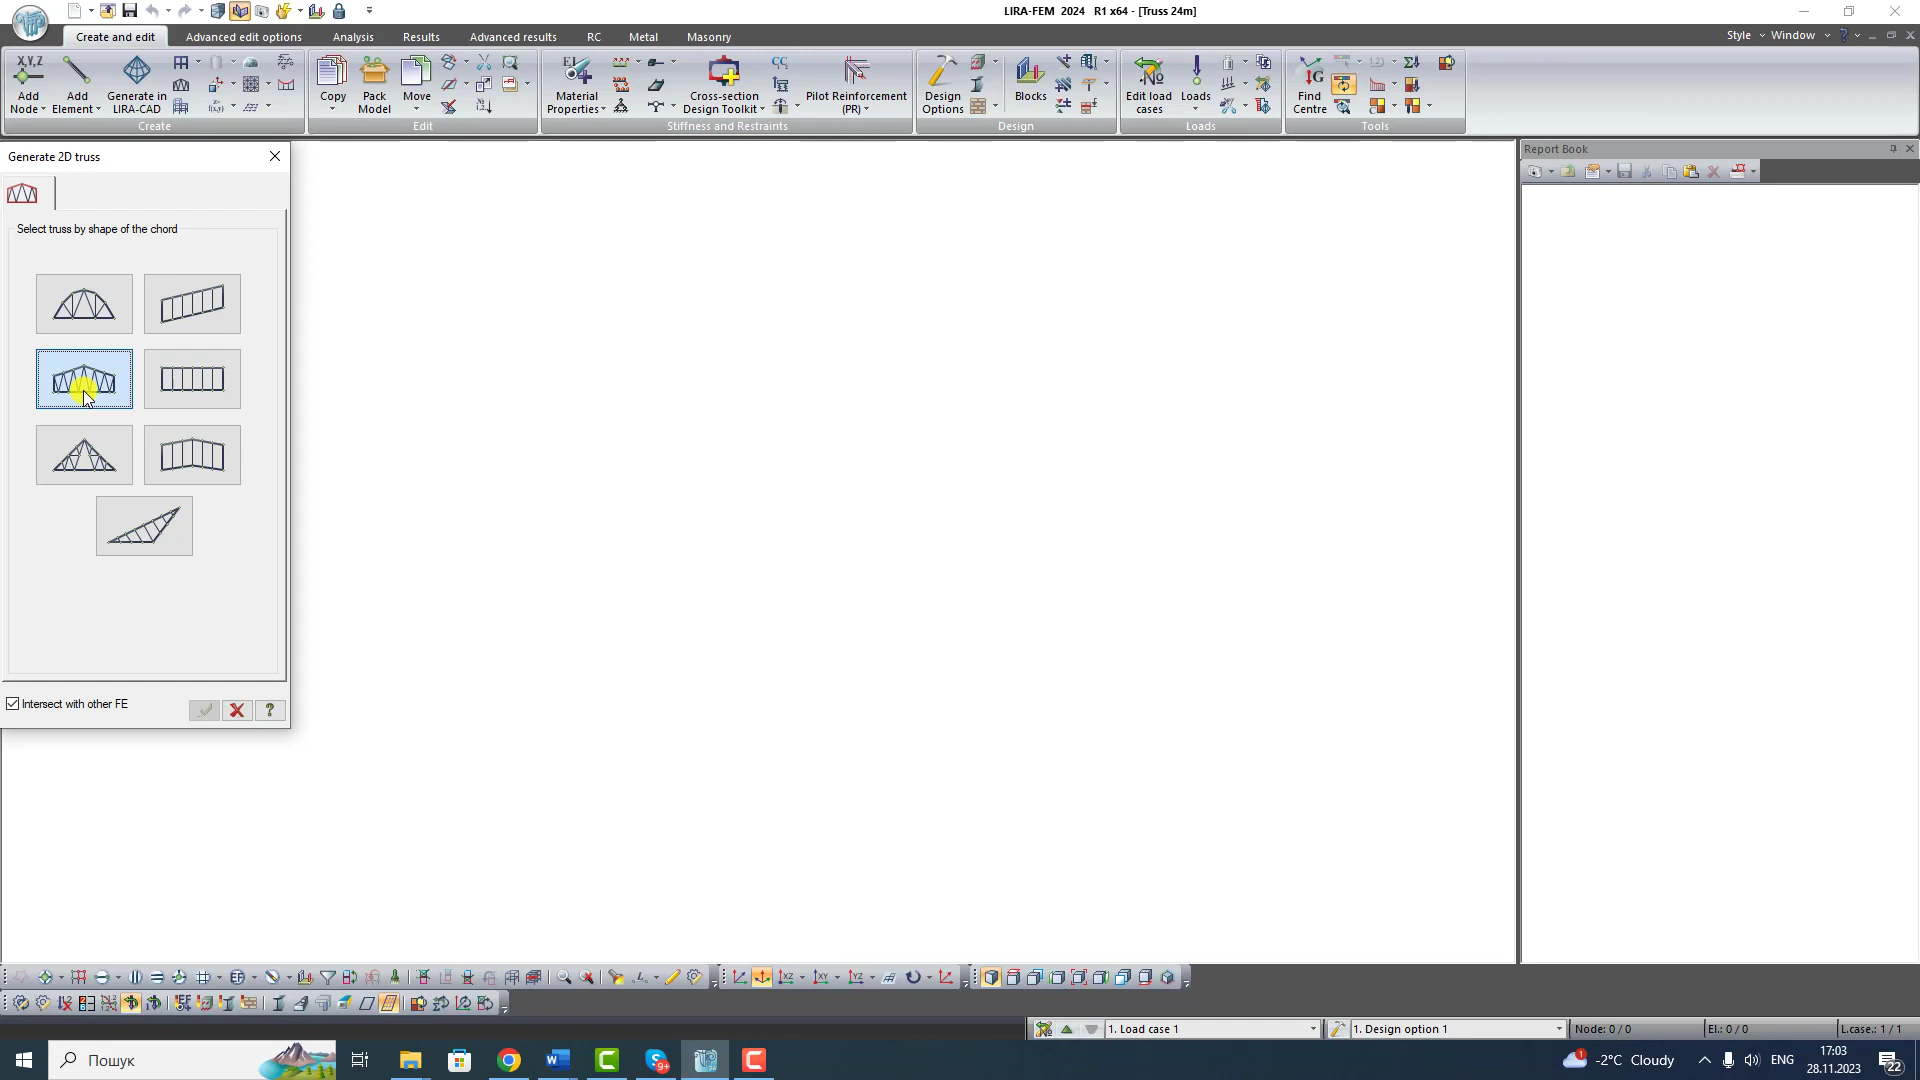 LIRA-FEM 2024 R1 x64 - [Truss 24m]
Create and edit
Advanced edit options
Analysis
Results
Advanced results
RC
Metal
Masonry
Style
Window
X,Y,Z
Add
Node
Add
Element
Generate in
LIRA-CAD
Copy
Pack
Model
Move
Material
Properties
Cross-section
Design Toolkit
Pilot Reinforcement
(PR)
Design
Options
Blocks
Edit load
cases
Loads
Find
Centre
Create
Edit
Stiffness and Restraints
Design
Loads
Tools
Generate 2D truss
Select truss by shape of the chord
Intersect with other FE
Report Book
1. Load case 1
1. Design option 1
Node: 0 / 0
El.: 0 / 0
L.case: 1 / 1
Пошук
9+
-2°C Cloudy
ENG
17:03
28.11.2023
22